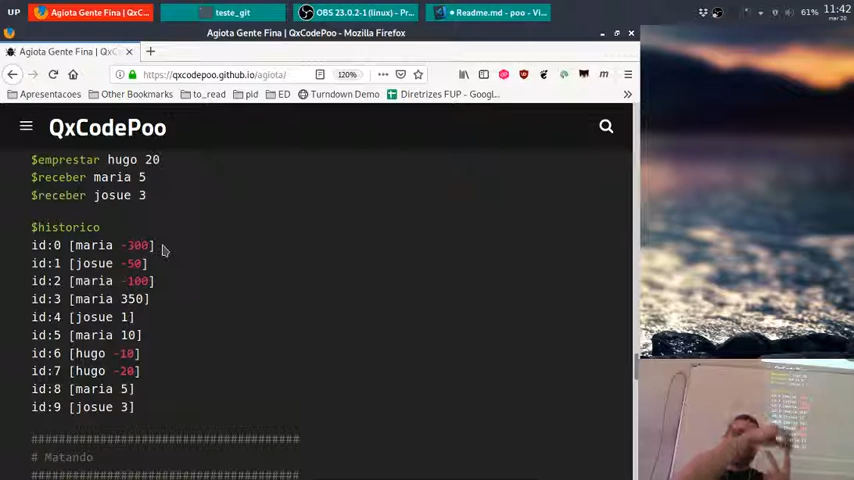 UP
Agiota Gente Fina | QxC...
teste_git
OBS 23.0.2-1 (linux) - Pr...
• Readme.md - poo - Vi...
61%
11:42
mar 20
Agiota Gente Fina | QxCodePoo - Mozilla Firefox
Agiota Gente Fina | QxCod
https://qxcodepoo.github.io/agiota/
120%
Apresentacoes
Other Bookmarks
to_read
pid
ED
Turndown Demo
Diretrizes FUP - Googl...
QxCodePoo
$emprestar hugo 20
$receber maria 5
$receber josue 3
$historico
id:0 [maria -300]
id:1 [josue -50]
id:2 [maria -100]
id:3 [maria 350]
id:4 [josue 1]
id:5 [maria 10]
id:6 [hugo -10]
id:7 [hugo -20]
id:8 [maria 5]
id:9 [josue 3]
#######################################
# Matando
#######################################